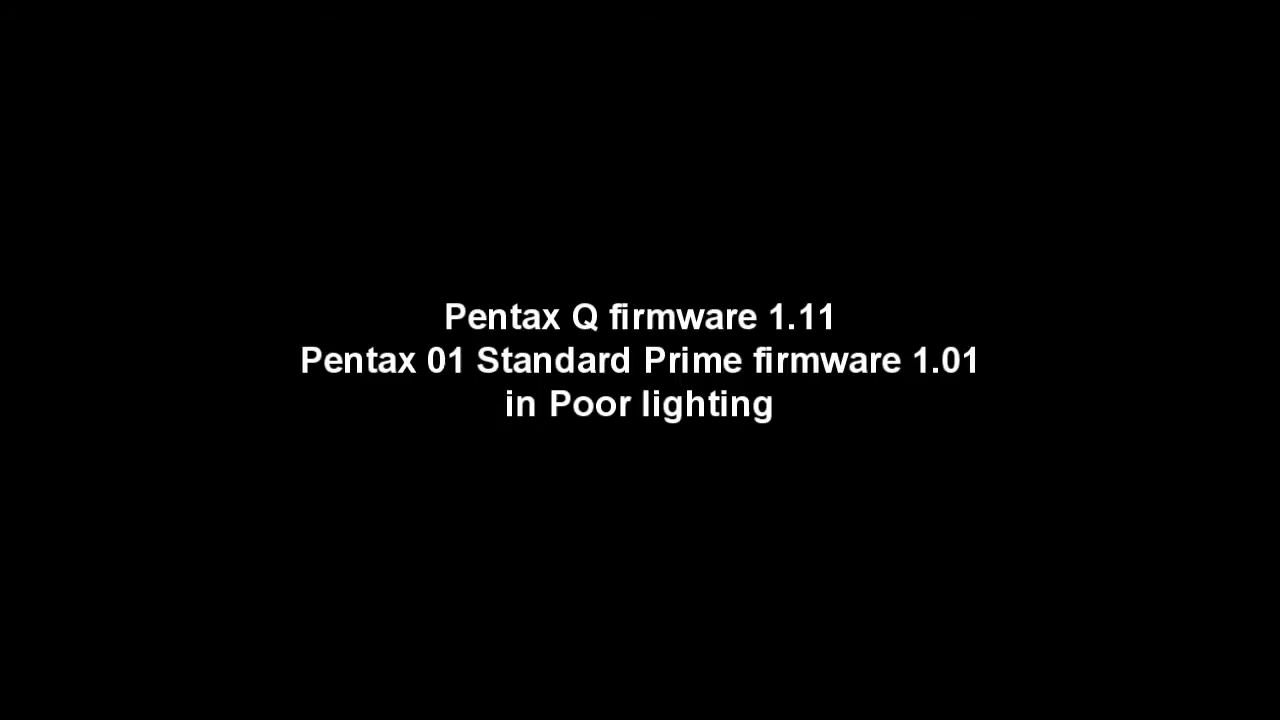 Pentax Q firmware 1.11
Pentax 01 Standard Prime firmware 1.01
in Poor lighting